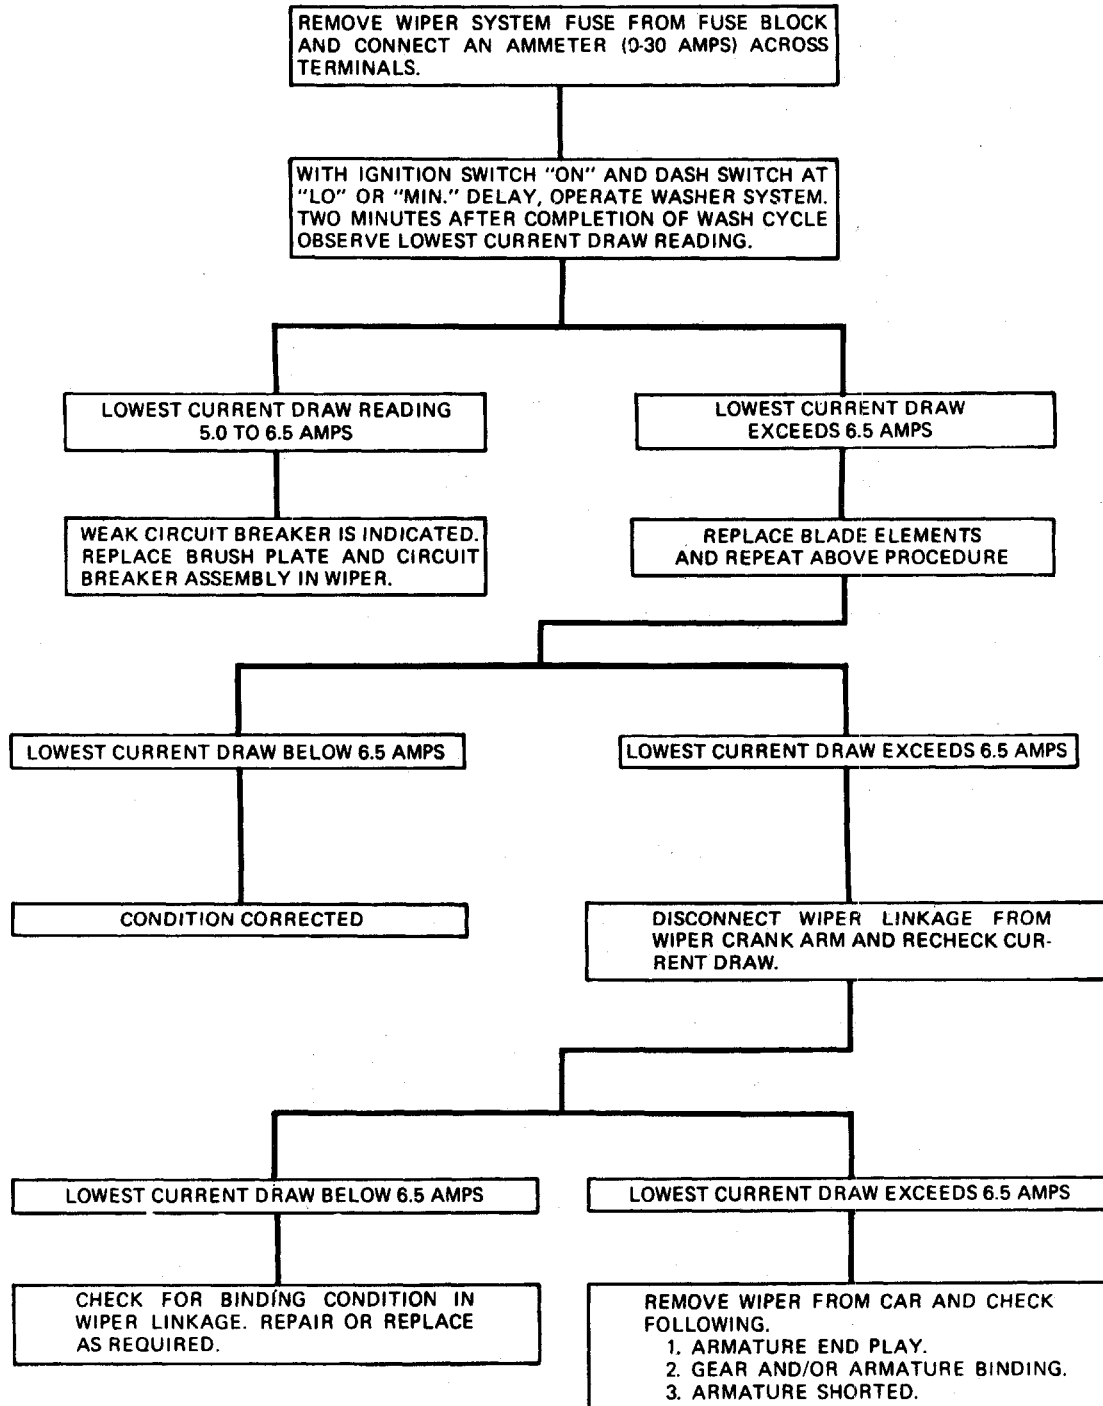 REMOVE WIPER SYSTEM FUSE FROM FUSE BLOCK
AND CONNECT AN AMMETER (0-30 AMPS) ACROSS
TERMINALS.
WITH IGNITION SWITCH "ON" AND DASH SWITCH AT
"LO" OR "MIN." DELAY, OPERATE WASHER SYSTEM.
TWO MINUTES AFTER COMPLETION OF WASH CYCLE
OBSERVE LOWEST CURRENT DRAW READING.
LOWEST CURRENT DRAW READING
5.0 TO 6.5 AMPS
LOWEST CURRENT DRAW
EXCEEDS 6.5 AMPS
WEAK CIRCUIT BREAKER IS INDICATED.
REPLACE BRUSH PLATE AND CIRCUIT
BREAKER ASSEMBLY IN WIPER.
REPLACE BLADE ELEMENTS
AND REPEAT ABOVE PROCEDURE
LOWEST CURRENT DRAW BELOW 6.5 AMPS
LOWEST CURRENT DRAW EXCEEDS 6.5 AMPS
CONDITION CORRECTED
DISCONNECT WIPER LINKAGE FROM
WIPER CRANK ARM AND RECHECK CUR-
RENT DRAW.
LOWEST CURRENT DRAW BELOW 6.5 AMPS
LOWEST CURRENT DRAW EXCEEDS 6.5 AMPS
CHECK FOR BINDING CONDITION IN
WIPER LINKAGE. REPAIR OR REPLACE
AS REQUIRED.
REMOVE WIPER FROM CAR AND CHECK
FOLLOWING.
1. ARMATURE END PLAY.
2. GEAR AND/OR ARMATURE BINDING.
3. ARMATURE SHORTED.